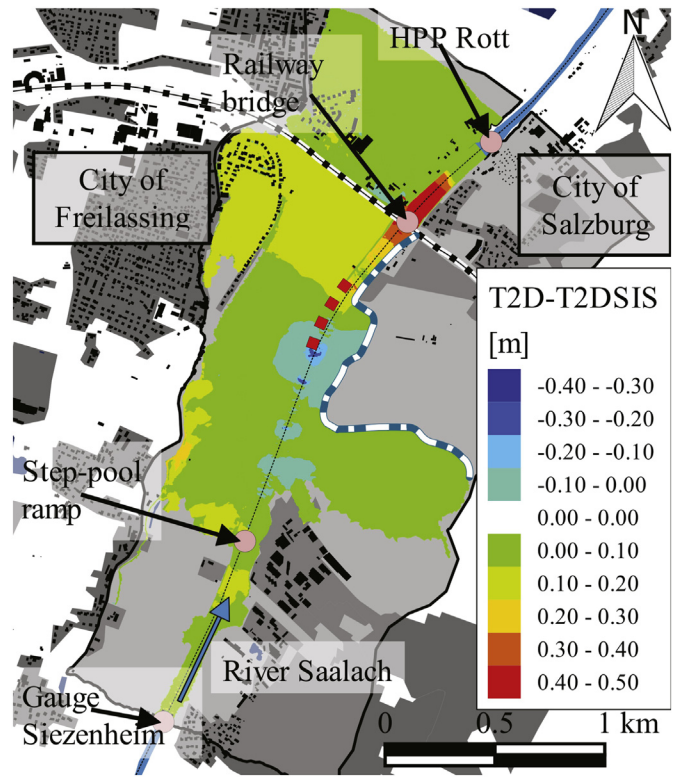 HPP Rott
N
Railway
bridge
City of
Freilassing
City of
Salzburg
T2D-T2DSIS
[m]
-0.40 - -0.30
-0.30 - -0.20
-0.20 - -0.10
-0.10 - 0.00
0.00 - 0.00
0.00 - 0.10
0.10 - 0.20
0.20 - 0.30
0.30 - 0.40
0.40 - 0.50
Step-pool
ramp
River Saalach
Gauge
Siezenheim
0 0.5 1 km